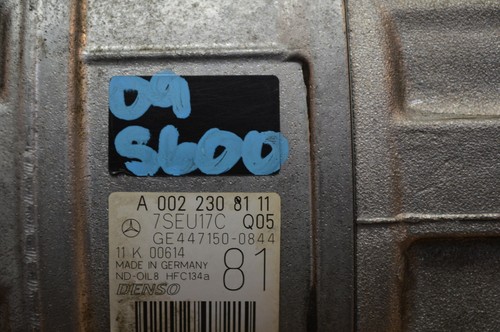 09
S600
A 002 230 81 11
7SEU17C Q05
GE447150-0844
11 K 00614
MADE IN GERMANY
81
ND-OIL8 HFC134a
DENSO